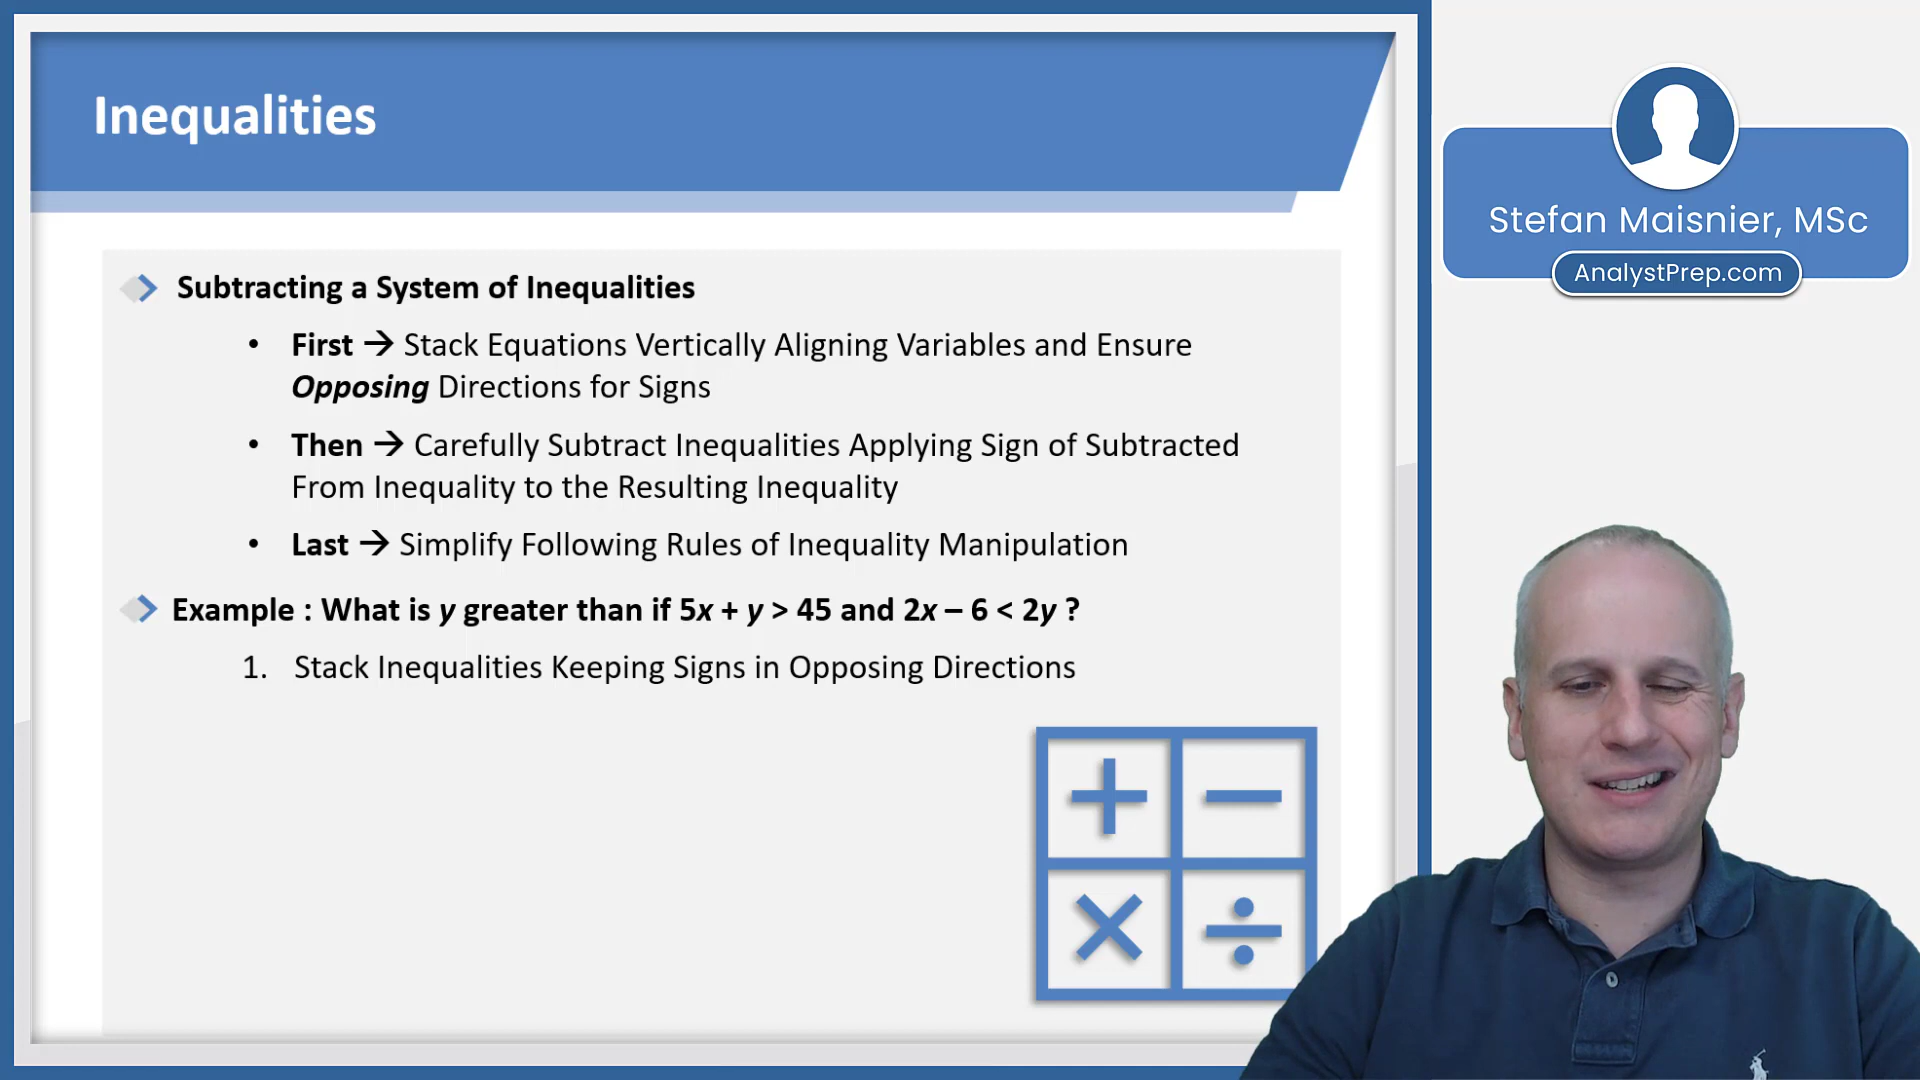 Inequalities
Stefan Maisnier, MSc
AnalystPrep.com
Subtracting a System of Inequalities
• First → Stack Equations Vertically Aligning Variables and Ensure
Opposing Directions for Signs
• Then → Carefully Subtract Inequalities Applying Sign of Subtracted
From Inequality to the Resulting Inequality
• Last → Simplify Following Rules of Inequality Manipulation
Example : What is y greater than if 5x + y > 45 and 2x – 6 < 2y ?
1. Stack Inequalities Keeping Signs in Opposing Directions
+ −
× ÷